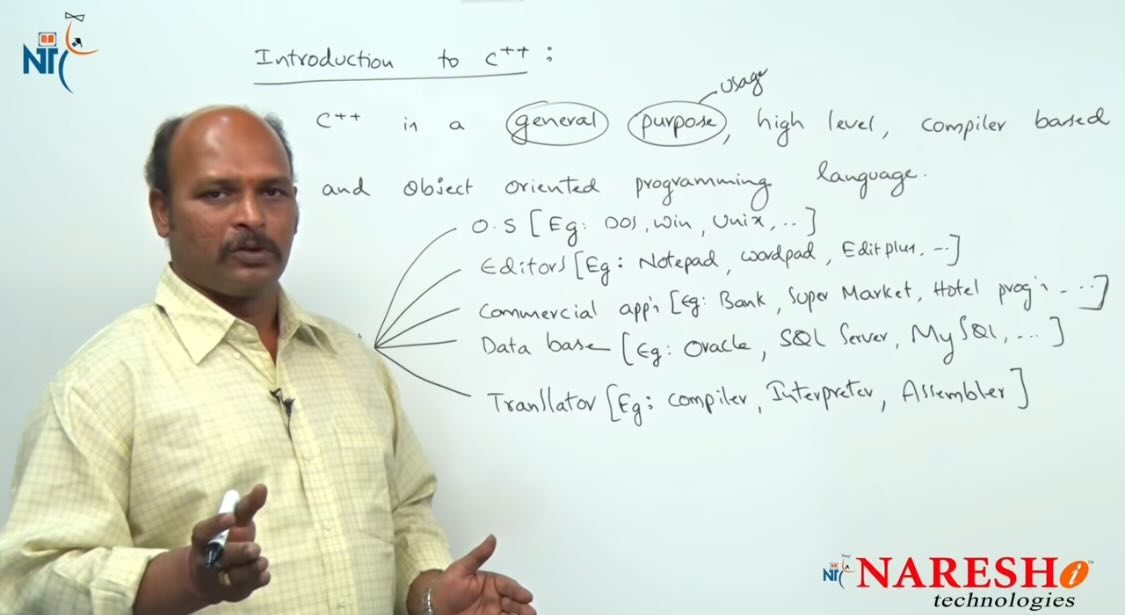 NT
Introduction to C++ :
usage
C++ is a general purpose, high level, compiler based
and object oriented programming language.
O.S [Eg: DOS, Win, Unix, ..]
Editors [Eg: Notepad, wordpad, Editplus, ...]
Commercial app's [Eg: Bank, Super Market, Hotel prog's ...]
Data base [Eg: Oracle, SQL Server, MySQL, ...]
Translator [Eg: compiler, Interpreter, Assembler]
NT NARESH i
technologies